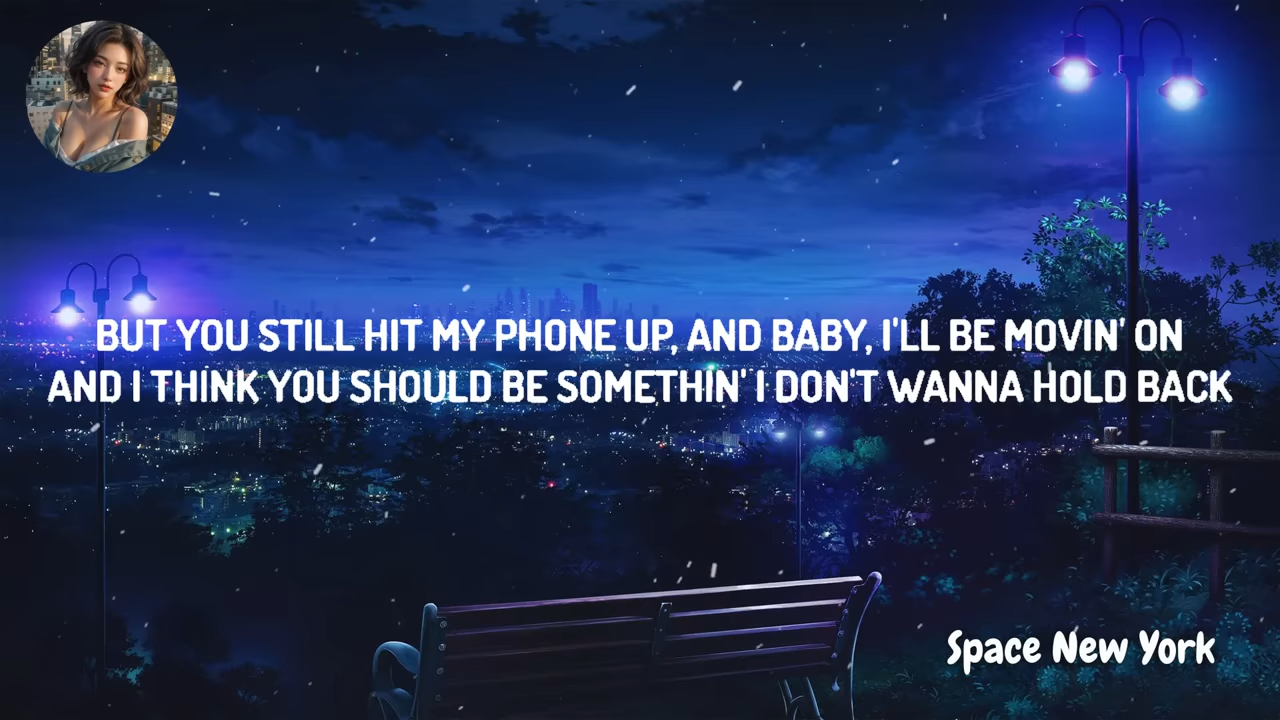 BUT YOU STILL HIT MY PHONE UP, AND BABY, I'LL BE MOVIN' ON
AND I THINK YOU SHOULD BE SOMETHIN' I DON'T WANNA HOLD BACK
Space New York